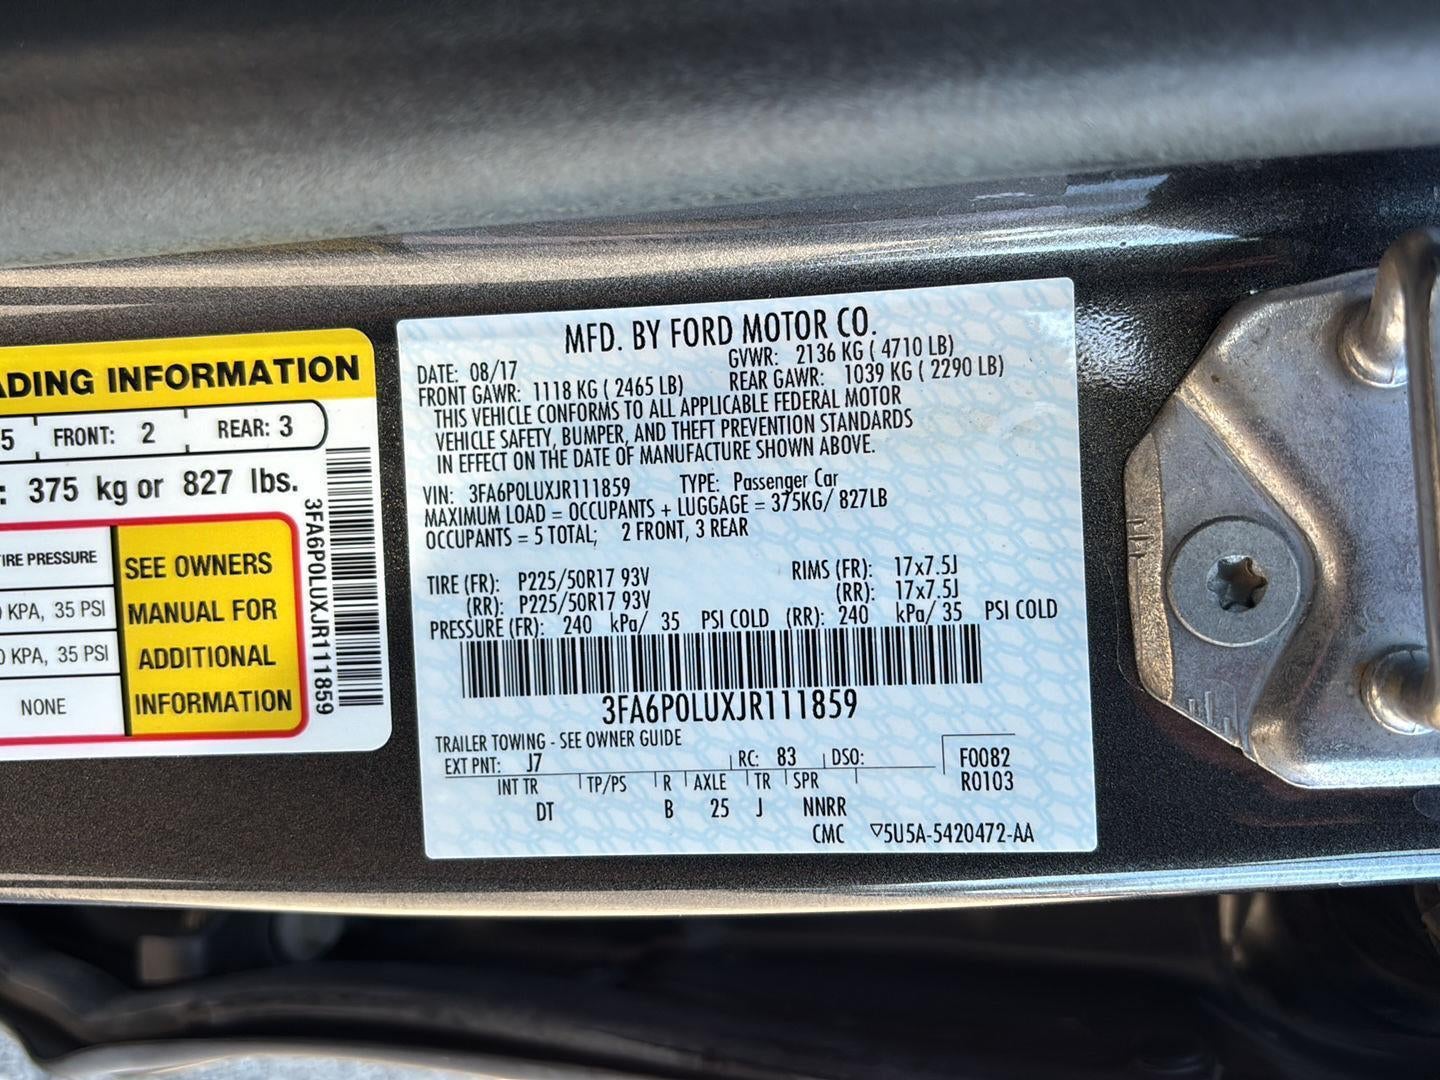 ADING INFORMATION
5 FRONT: 2 REAR: 3
: 375 kg or 827 lbs.
IRE PRESSURE
KPA, 35 PSI
0 KPA, 35 PSI
NONE
SEE OWNERS
MANUAL FOR
ADDITIONAL
INFORMATION
3FA6P0LUXJR111859
MFD. BY FORD MOTOR CO.
DATE: 08/17 GVWR: 2136 KG ( 4710 LB)
FRONT GAWR: 1118 KG ( 2465 LB) REAR GAWR: 1039 KG ( 2290 LB)
THIS VEHICLE CONFORMS TO ALL APPLICABLE FEDERAL MOTOR
VEHICLE SAFETY, BUMPER, AND THEFT PREVENTION STANDARDS
IN EFFECT ON THE DATE OF MANUFACTURE SHOWN ABOVE.
VIN: 3FA6P0LUXJR111859 TYPE: Passenger Car
MAXIMUM LOAD = OCCUPANTS + LUGGAGE = 375KG/ 827LB
OCCUPANTS = 5 TOTAL; 2 FRONT, 3 REAR
TIRE (FR): P225/50R17 93V RIMS (FR): 17x7.5J
(RR): P225/50R17 93V (RR): 17x7.5J
PRESSURE (FR): 240 kPa/ 35 PSI COLD (RR): 240 kPa/ 35 PSI COLD
3FA6P0LUXJR111859
TRAILER TOWING - SEE OWNER GUIDE
EXT PNT: J7 RC: 83 DSO: F0082
R0103
INT TR TP/PS R AXLE TR SPR
DT B 25 J NNRR
CMC ▽5U5A-5420472-AA